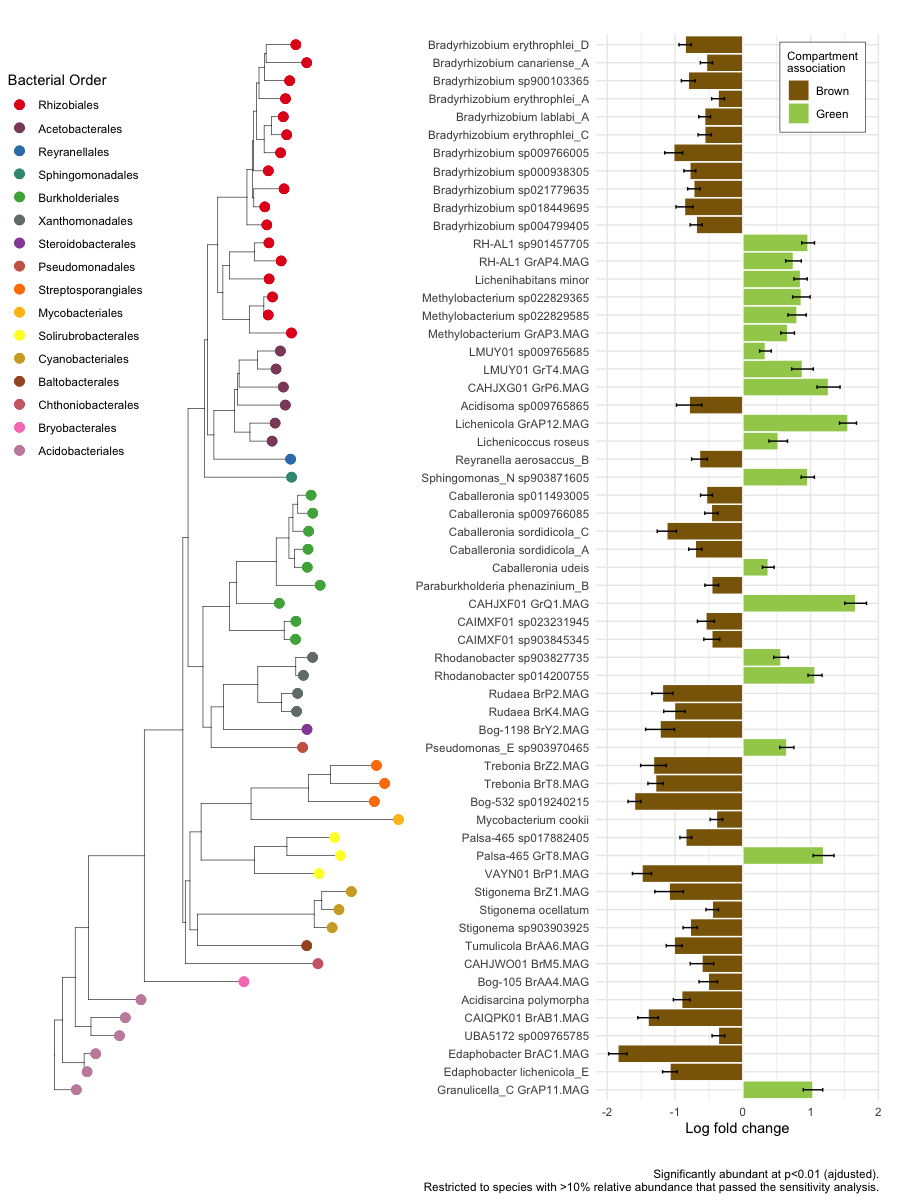 Bacterial Order
Rhizobiales
Acetobacterales
Reyranellales
Sphingomonadales
Burkholderiales
Xanthomonadales
Steroidobacterales
Pseudomonadales
Streptosporangiales
Mycobacteriales
Solirubrobacterales
Cyanobacteriales
Baltobacterales
Chthoniobacterales
Bryobacterales
Acidobacteriales
Bradyrhizobium erythrophlei_D
Bradyrhizobium canariense_A
Bradyrhizobium sp900103365
Bradyrhizobium erythrophlei_A
Bradyrhizobium lablabi_A
Bradyrhizobium erythrophlei_C
Bradyrhizobium sp009766005
Bradyrhizobium sp000938305
Bradyrhizobium sp021779635
Bradyrhizobium sp018449695
Bradyrhizobium sp004799405
RH-AL1 sp901457705
RH-AL1 GrAP4.MAG
Lichenihabitans minor
Methylobacterium sp022829365
Methylobacterium sp022829585
Methylobacterium GrAP3.MAG
LMUY01 sp009765685
LMUY01 GrT4.MAG
CAHJXG01 GrP6.MAG
Acidisoma sp009765865
Lichenicola GrAP12.MAG
Lichenicoccus roseus
Reyranella aerosaccus_B
Sphingomonas_N sp903871605
Caballeronia sp011493005
Caballeronia sp009766085
Caballeronia sordidicola_C
Caballeronia sordidicola_A
Caballeronia udeis
Paraburkholderia phenazinium_B
CAHJXF01 GrQ1.MAG
CAIMXF01 sp023231945
CAIMXF01 sp903845345
Rhodanobacter sp903827735
Rhodanobacter sp014200755
Rudaea BrP2.MAG
Rudaea BrK4.MAG
Bog-1198 BrY2.MAG
Pseudomonas_E sp903970465
Trebonia BrZ2.MAG
Trebonia BrT8.MAG
Bog-532 sp019240215
Mycobacterium cookii
Palsa-465 sp017882405
Palsa-465 GrT8.MAG
VAYN01 BrP1.MAG
Stigonema BrZ1.MAG
Stigonema ocellatum
Stigonema sp903903925
Tumulicola BrAA6.MAG
CAHJWO01 BrM5.MAG
Bog-105 BrAA4.MAG
Acidisarcina polymorpha
CAIQPK01 BrAB1.MAG
UBA5172 sp009765785
Edaphobacter BrAC1.MAG
Edaphobacter lichenicola_E
Granulicella_C GrAP11.MAG
Compartment
association
Brown
Green
-2 -1 0 1 2
Log fold change
Significantly abundant at p<0.01 (ajdusted).
Restricted to species with >10% relative abundance that passed the sensitivity analysis.